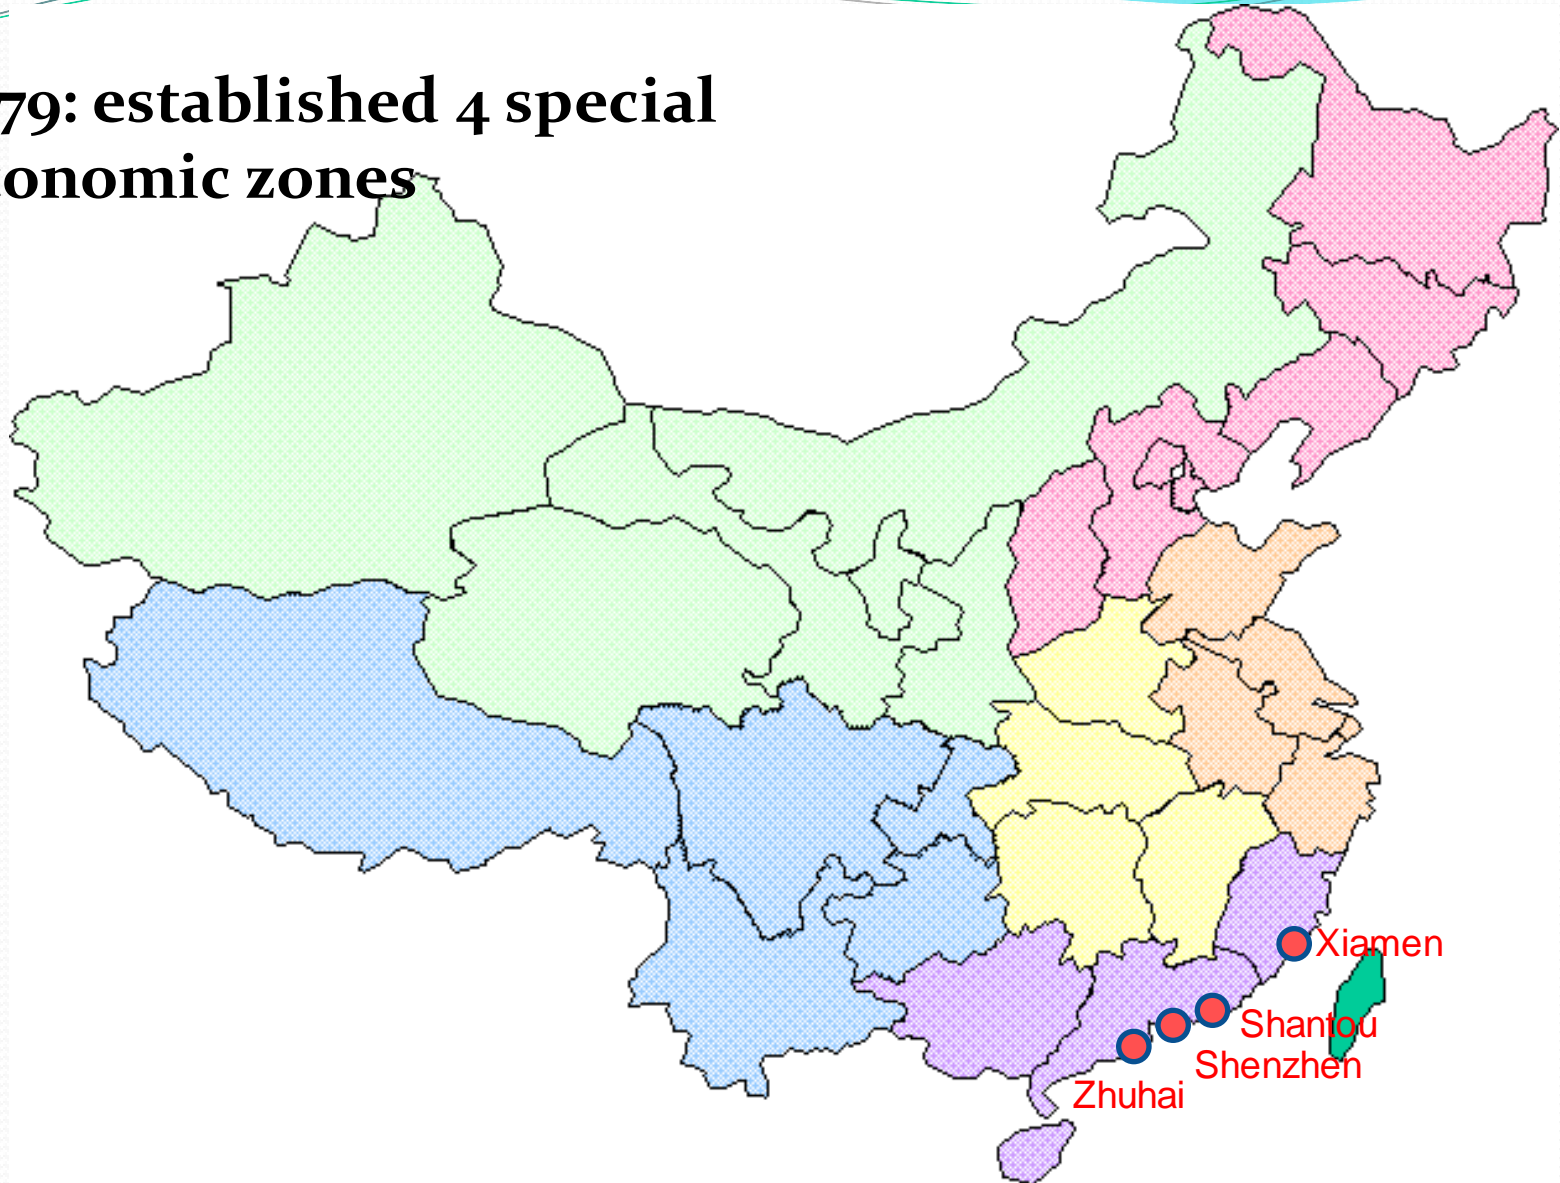 79: established 4 special
onomic zones
Xiamen
Shantou
Shenzhen
Zhuhai